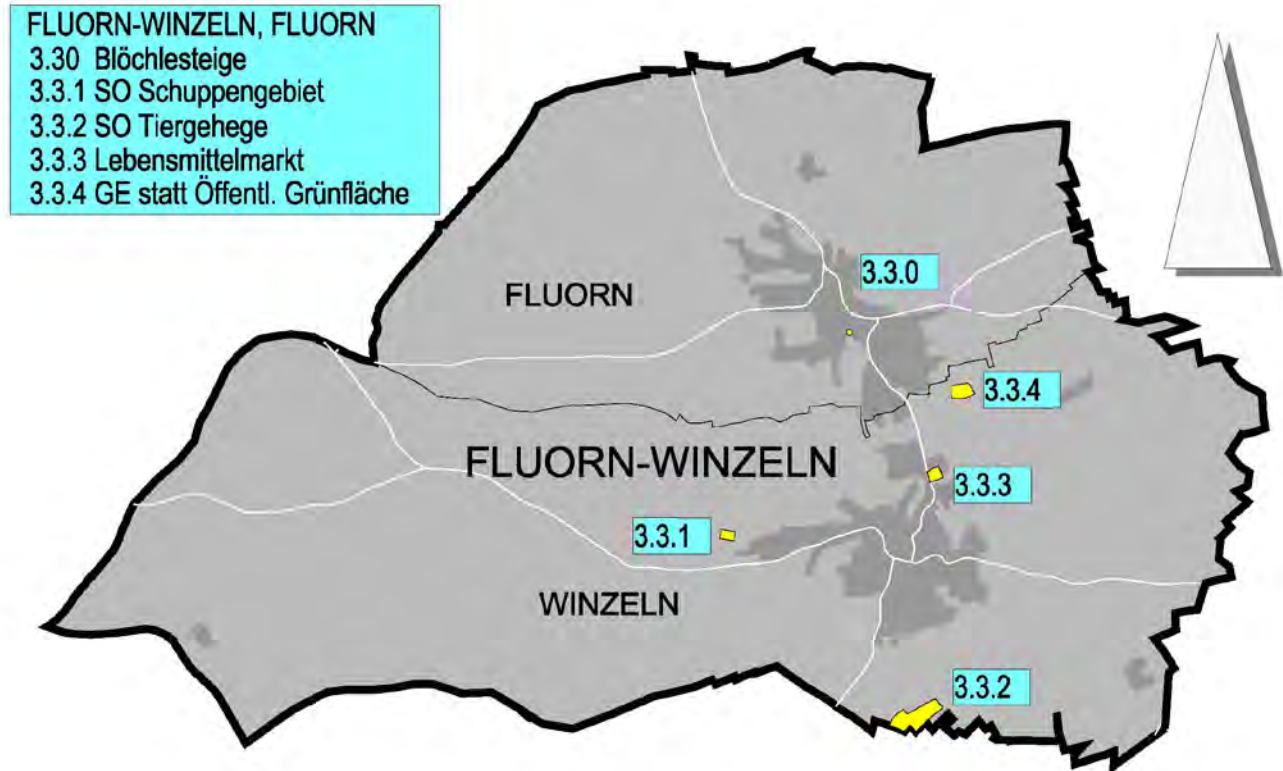 FLUORN-WINZELN, FLUORN
3.30 Blöchlesteige
3.3.1 SO Schuppengebiet
3.3.2 SO Tiergehege
3.3.3 Lebensmittelmarkt
3.3.4 GE statt Öffentl. Grünfläche
3.3.0
FLUORN
3.3.4
FLUORN-WINZELN
3.3.3
3.3.1
WINZELN
3.3.2